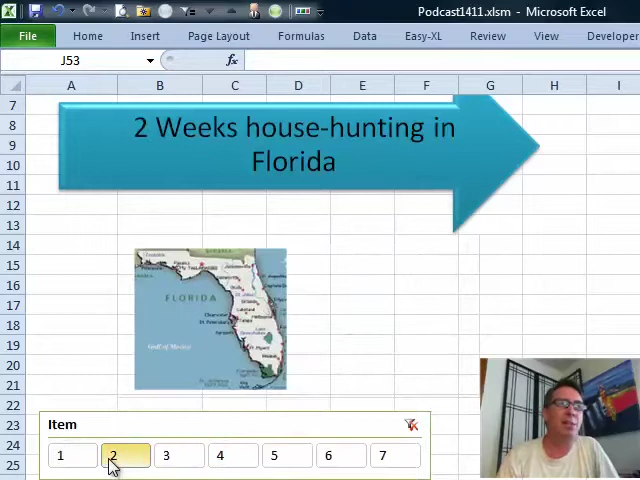 Podcast1411.xlsm - Microsoft Excel
File Home Insert Page Layout Formulas Data Easy-XL Review View Developer
J53 fx
A B C D E F G H I
7
8
9
10
11
12
13
14
15
16
17
18
19
20
21
22
23
24
25
2 Weeks house-hunting in
Florida
FLORIDA
Gulf of Mexico
Item
1 2 3 4 5 6 7